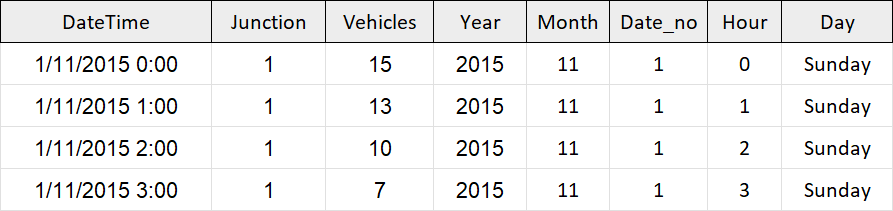 DateTime Junction Vehicles Year Month Date_no Hour Day
1/11/2015 0:00 1 15 2015 11 1 0 Sunday
1/11/2015 1:00 1 13 2015 11 1 1 Sunday
1/11/2015 2:00 1 10 2015 11 1 2 Sunday
1/11/2015 3:00 1 7 2015 11 1 3 Sunday